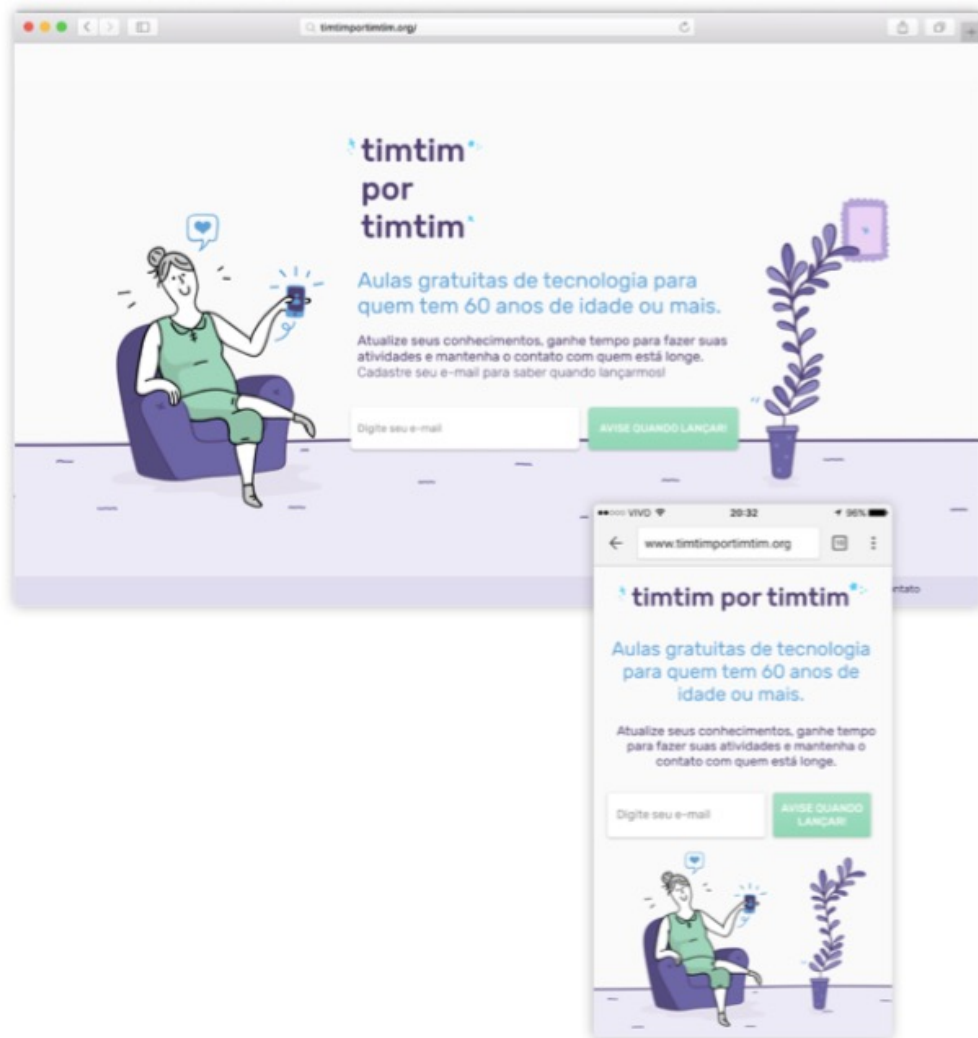 timtimportimtim.org/
timtim
por
timtim
Aulas gratuitas de tecnologia para
quem tem 60 anos de idade ou mais.
Atualize seus conhecimentos, ganhe tempo para fazer suas
atividades e mantenha o contato com quem está longe.
Cadastre seu e-mail para saber quando lançarmos!
Digite seu e-mail
AVISE QUANDO LANÇAR!
ntato
VIVO 20:32 96%
www.timtimportimtim.org
timtim por timtim
Aulas gratuitas de tecnologia
para quem tem 60 anos de
idade ou mais.
Atualize seus conhecimentos, ganhe tempo
para fazer suas atividades e mantenha o
contato com quem está longe.
Digite seu e-mail
AVISE QUANDO
LANÇAR!